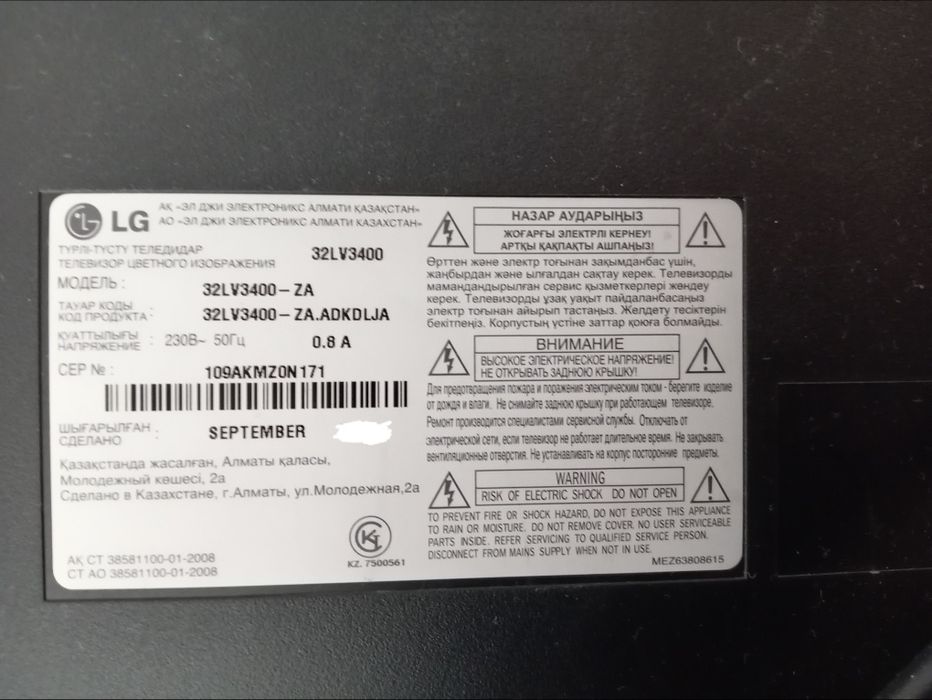 LG
АҚ «ЭЛ ДЖИ ЭЛЕКТРОНИКС АЛМАТИ ҚАЗАҚСТАН»
АО «ЭЛ ДЖИ ЭЛЕКТРОНИКС АЛМАТИ КАЗАХСТАН»
ТҮРЛІ-ТҮСТҮ ТЕЛЕДИДАР
ТЕЛЕВИЗОР ЦВЕТНОГО ИЗОБРАЖЕНИЯ
32LV3400
МОДЕЛЬ : 32LV3400-ZA
ТАУАР КОДЫ
КОД ПРОДУКТА : 32LV3400-ZA.ADKDLJA
ҚУАТТЫЛЫҒЫ
НАПРЯЖЕНИЕ : 230В~ 50Гц 0.8 А
СЕР № : 109AKMZ0N171
ШЫҒАРЫЛҒАН
СДЕЛАНО : SEPTEMBER
Қазақстанда жасалған, Алматы қаласы,
Молодежный көшесі, 2а
Сделано в Казахстане, г.Алматы, ул.Молодежная,2а
АҚ СТ 38581100-01-2008
СТ АО 38581100-01-2008
KZ. 7500561
НАЗАР АУДАРЫҢЫЗ
ЖОҒАРҒЫ ЭЛЕКТРЛІ КЕРНЕУ!
АРТҚЫ ҚАҚПАҚТЫ АШПАҢЫЗ!
Өрттен және электр тоғынан зақымданбас үшін,
жаңбырдан және ылғалдан сақтау керек. Телевизорды
мамандандырылған сервис қызметкерлері жөндеу
керек. Телевизорды ұзақ уақыт пайдаланбасаңыз
электр тоғынан айырып тастаңыз. Желдету тесіктерін
бекітпеңіз. Корпустың үстіне заттар қоюға болмайды.
ВНИМАНИЕ
ВЫСОКОЕ ЭЛЕКТРИЧЕСКОЕ НАПРЯЖЕНИЕ!
НЕ ОТКРЫВАТЬ ЗАДНЮЮ КРЫШКУ!
Для предотвращения пожара и поражения электрическим током - берегите изделие
от дождя и влаги. Не снимайте заднюю крышку при работающем телевизоре.
Ремонт производится специалистами сервисной службы. Отключать от
электрической сети, если телевизор не работает длительное время. Не закрывать
вентиляционные отверстия. Не устанавливать на корпус посторонние предметы.
WARNING
RISK OF ELECTRIC SHOCK DO NOT OPEN
TO PREVENT FIRE OR SHOCK HAZARD, DO NOT EXPOSE THIS APPLIANCE
TO RAIN OR MOISTURE. DO NOT REMOVE COVER. NO USER SERVICEABLE
PARTS INSIDE. REFER SERVICING TO QUALIFIED SERVICE PERSON.
DISCONNECT FROM MAINS SUPPLY WHEN NOT IN USE.
MEZ63808615